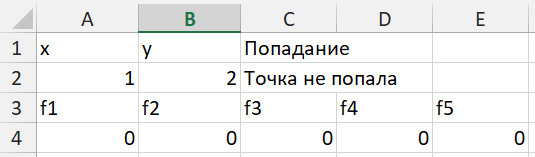 A B C D E
1 x y Попадание
2 1 2 Точка не попала
3 f1 f2 f3 f4 f5
4 0 0 0 0 0